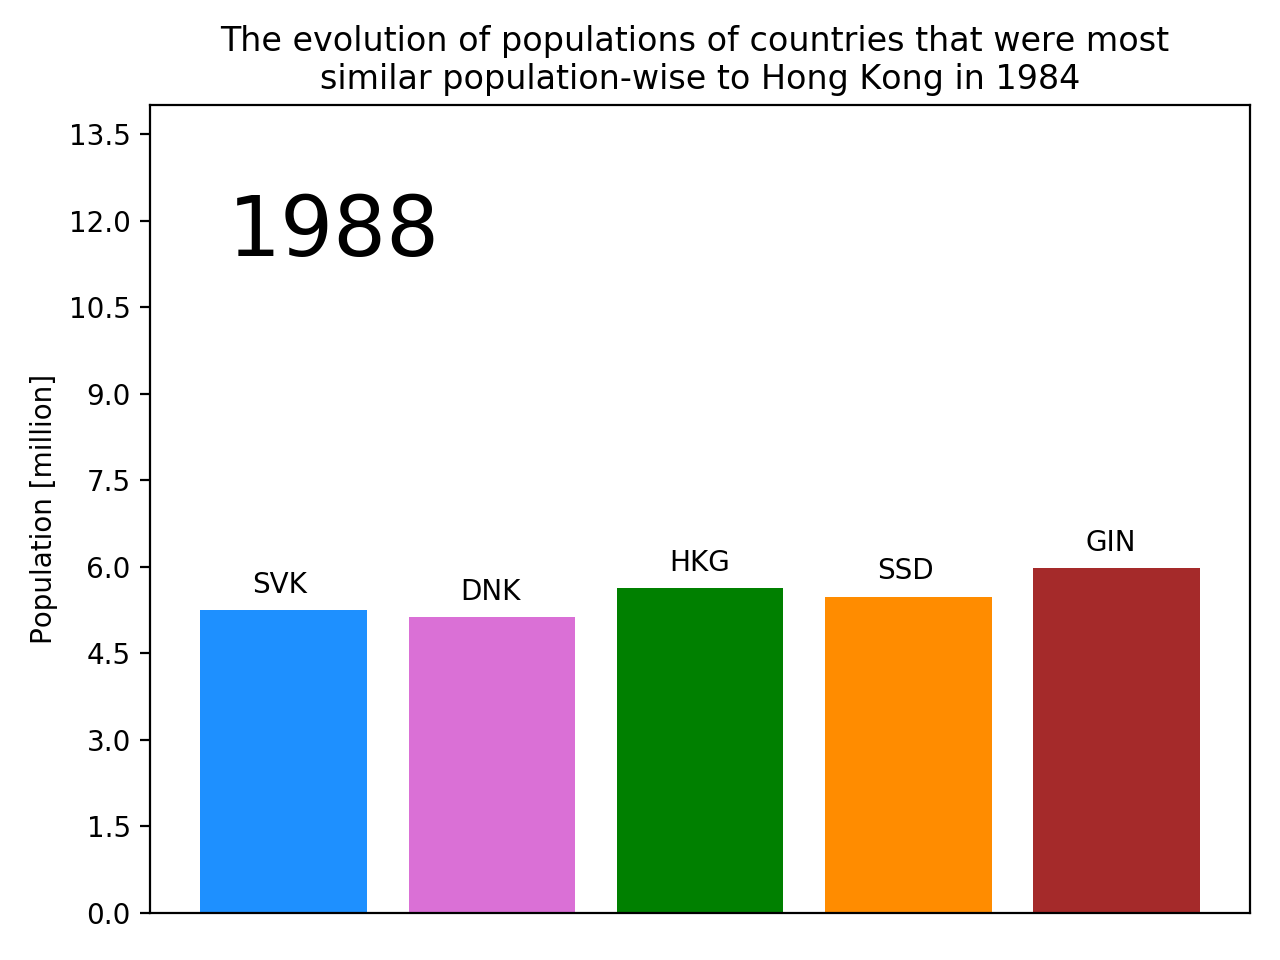 The evolution of populations of countries that were most
similar population-wise to Hong Kong in 1984
13.5
12.0
10.5
9.0
7.5
6.0
4.5
3.0
1.5
0.0
Population [million]
1988
SVK
DNK
HKG
SSD
GIN